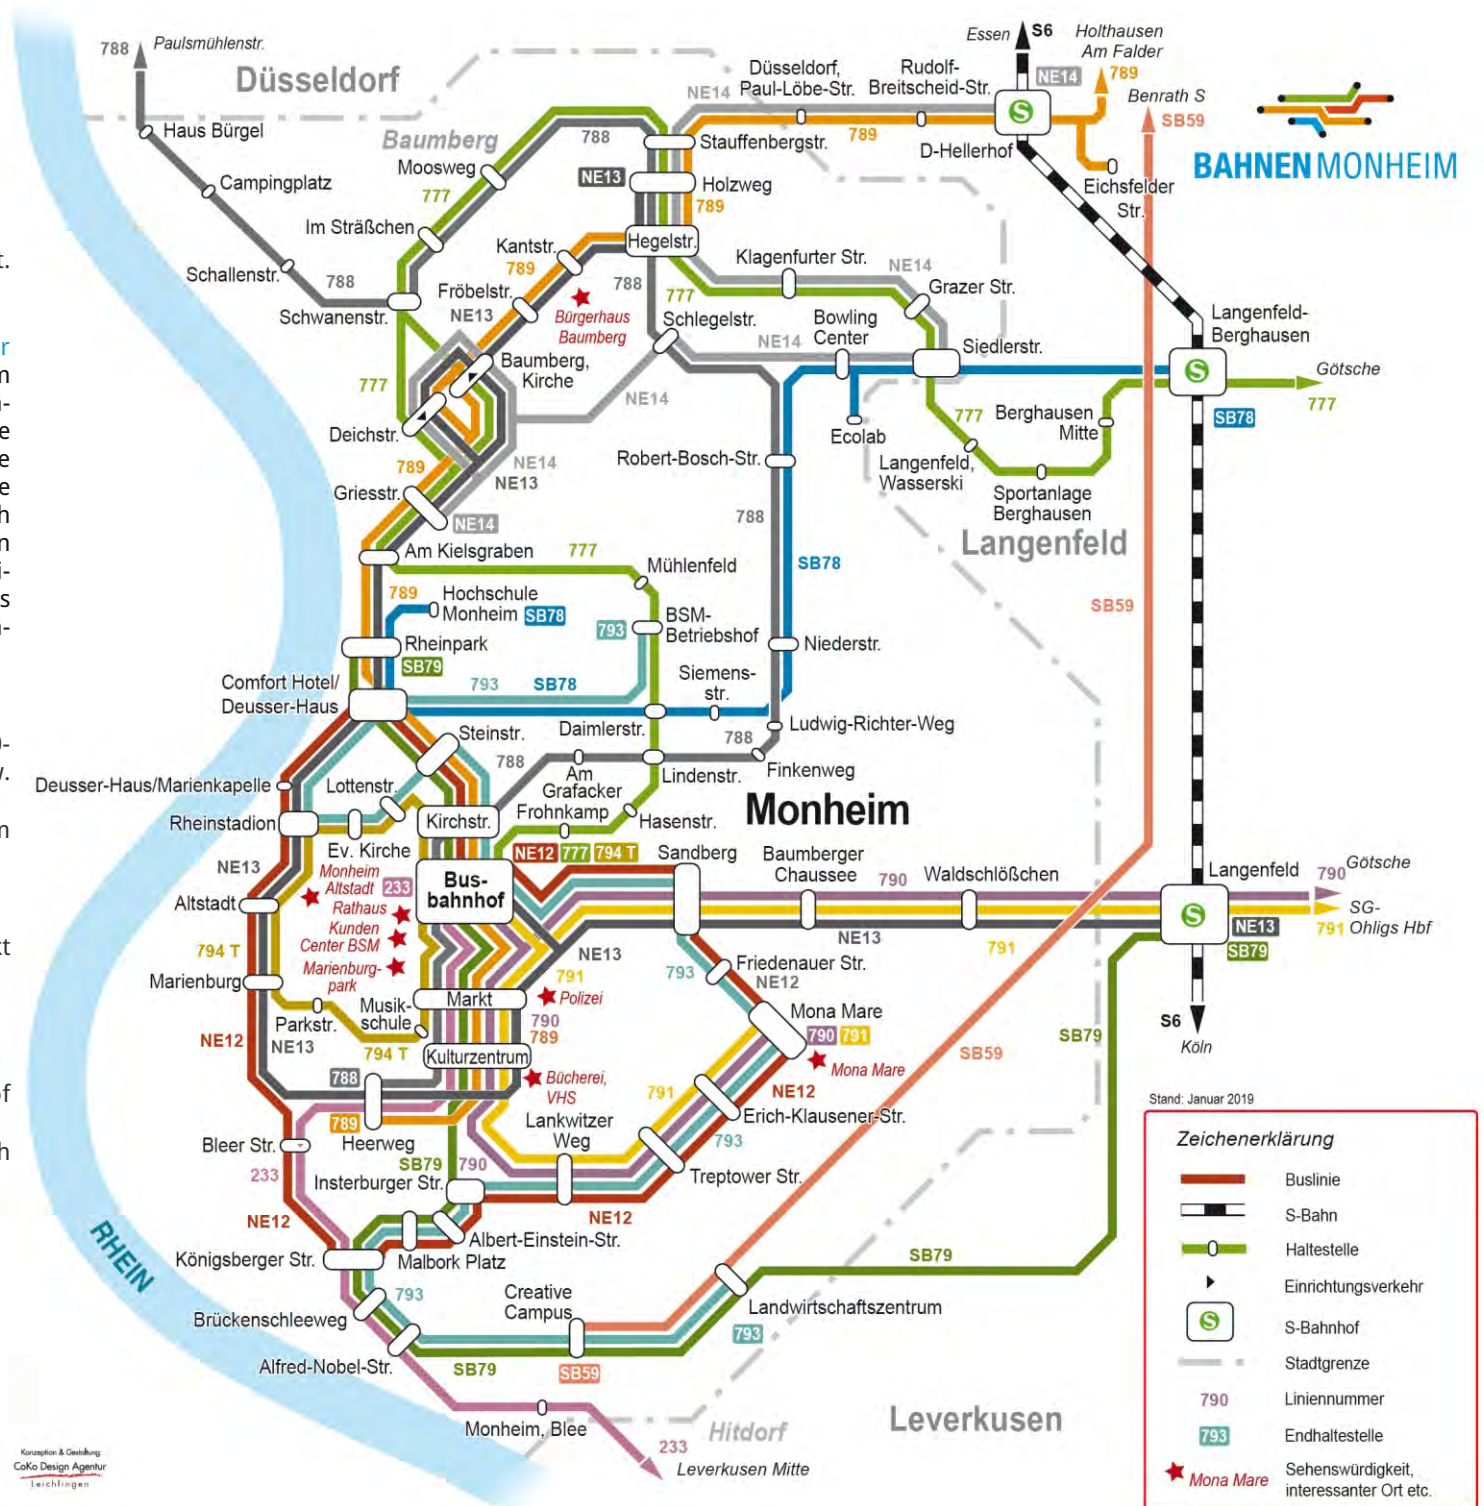 788 Paulsmühlenstr.
Düsseldorf
Haus Bürgel
Baumberg
Moosweg
Campingplatz
777
Im Sträßchen
Schallenstr.
788
Schwanenstr.
788
NE13
Stauffenbergstr.
Holzweg
789
Hegelstr.
NE14
Düsseldorf,
Paul-Löbe-Str.
Rudolf-
Breitscheid-Str.
789
Essen
S6
NE14
Holthausen
Am Falder
789
Benrath S
SB59
S
D-Hellerhof
Eichsfelder
Str.
BAHNEN MONHEIM
Kantstr.
789
Fröbelstr.
NE13
Bürgerhaus
Baumberg
788
777
Klagenfurter Str.
NE14
Grazer Str.
Schlegelstr.
NE14
Bowling
Center
Siedlerstr.
Langenfeld-
Berghausen
S
Götsche
777
SB78
Baumberg,
Kirche
777
NE14
Deichstr.
Ecolab
777
Berghausen
Mitte
Langenfeld,
Wasserski
Sportanlage
Berghausen
Robert-Bosch-Str.
789
NE14
NE13
Griesstr.
NE14
788
Langenfeld
Am Kielsgraben
777
Mühlenfeld
SB78
789
Hochschule
Monheim SB78
793
BSM-
Betriebshof
SB59
Rheinpark
SB79
Niederstr.
Comfort Hotel/
Deusser-Haus
793
SB78
Siemens-
str.
Steinstr.
Daimlerstr.
Ludwig-Richter-Weg
788
788
Deusser-Haus/Marienkapelle
Lottenstr.
Am
Grafacker
Lindenstr.
Finkenweg
Rheinstadion
Kirchstr.
Frohnkamp
Hasenstr.
Monheim
Ev. Kirche
NE12 777 794 T
Sandberg
Baumberger
Chaussee
790
Waldschlößchen
Langenfeld
Götsche
790
NE13
Monheim
Altstadt
233
Bus-
bahnhof
Altstadt
Rathaus
Kunden
Center BSM
S
SG-
Ohligs Hbf
791
NE13
SB79
NE13
791
794 T
NE13
791
Marienburg-
park
Marienburg
793
Friedenauer Str.
NE12
Markt
Polizei
Musik-
schule
790
789
Mona Mare
790 791
Mona Mare
Parkstr.
794 T
NE12
NE13
Kulturzentrum
S6
Köln
SB79
SB59
788
Bücherei,
VHS
791
NE12
789
Heerweg
Lankwitzer
Weg
Erich-Klausener-Str.
793
Bleer Str.
233
SB79
790
Treptower Str.
Insterburger Str.
NE12
NE12
Albert-Einstein-Str.
Malbork Platz
Königsberger Str.
SB79
793
Creative
Campus
Brückenschleeweg
Landwirtschaftszentrum
793
Alfred-Nobel-Str.
SB79
SB59
RHEIN
Monheim, Blee
Hitdorf
Leverkusen
233
Leverkusen Mitte
Stand: Januar 2019
Zeichenerklärung
Buslinie
S-Bahn
Haltestelle
Einrichtungsverkehr
S
S-Bahnhof
Stadtgrenze
790
Liniennummer
793
Endhaltestelle
Mona Mare
Sehenswürdigkeit,
interessanter Ort etc.
Konzeption & Gestaltung:
CoKo Design Agentur
Leichlingen